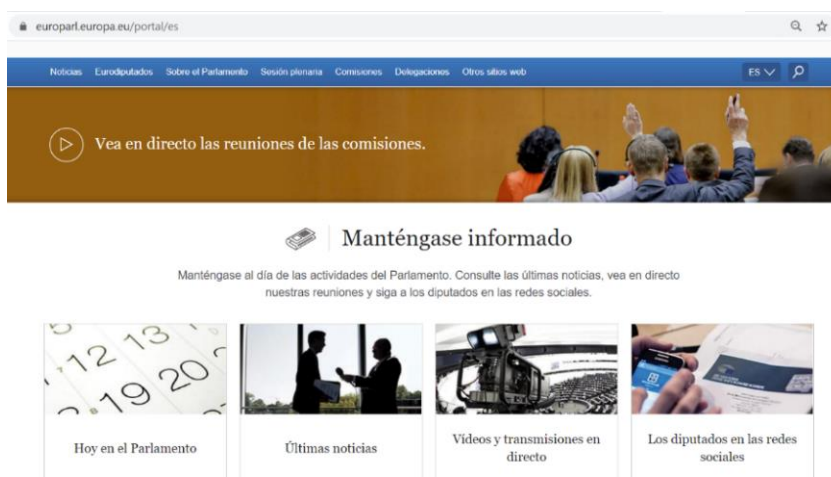 europarl.europa.eu/portal/es
Noticias Eurodiputados Sobre el Parlamento Sesión plenaria Comisiones Delegaciones Otros sitios web ES
Vea en directo las reuniones de las comisiones.
Manténgase informado
Manténgase al día de las actividades del Parlamento. Consulte las últimas noticias, vea en directo
nuestras reuniones y siga a los diputados en las redes sociales.
12 13
19 20
Hoy en el Parlamento
Últimas noticias
Vídeos y transmisiones en
directo
Los diputados en las redes
sociales